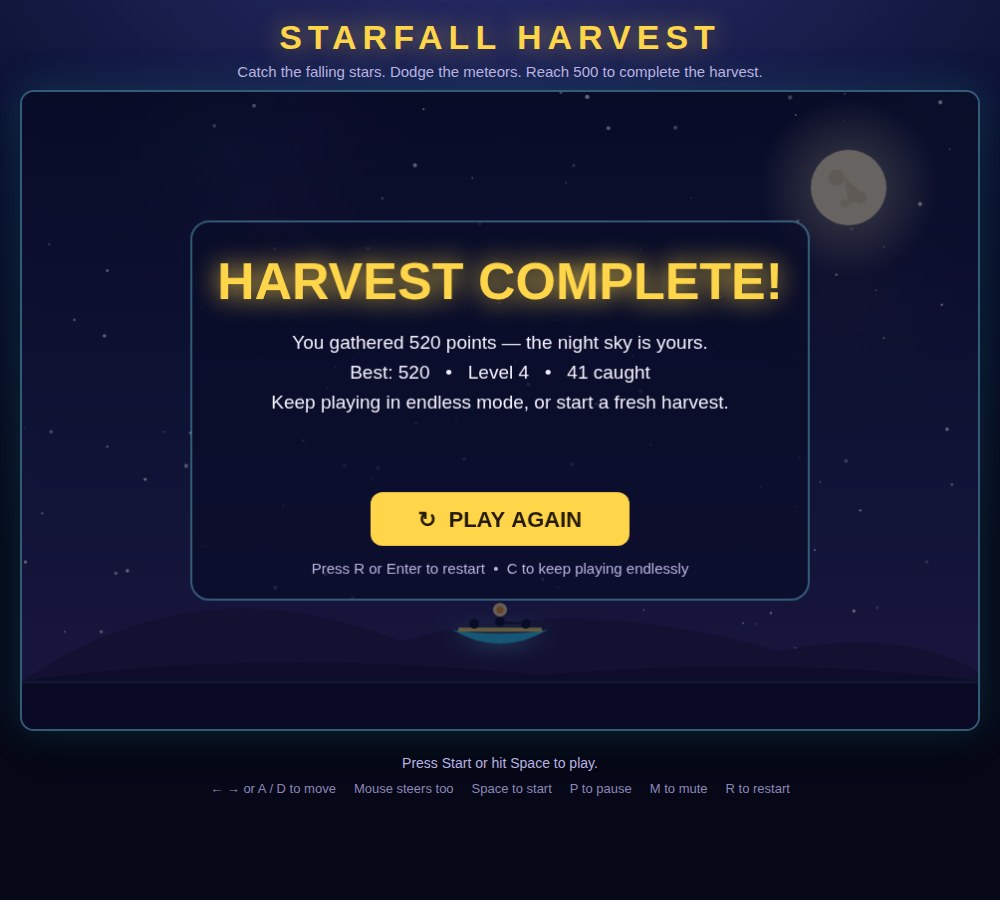 STARFALL HARVEST
Catch the falling stars. Dodge the meteors. Reach 500 to complete the harvest.
HARVEST COMPLETE!
You gathered 520 points — the night sky is yours.
Best: 520 • Level 4 • 41 caught
Keep playing in endless mode, or start a fresh harvest.
↻ PLAY AGAIN
Press R or Enter to restart • C to keep playing endlessly
Press Start or hit Space to play.
← → or A / D to move Mouse steers too Space to start P to pause M to mute R to restart